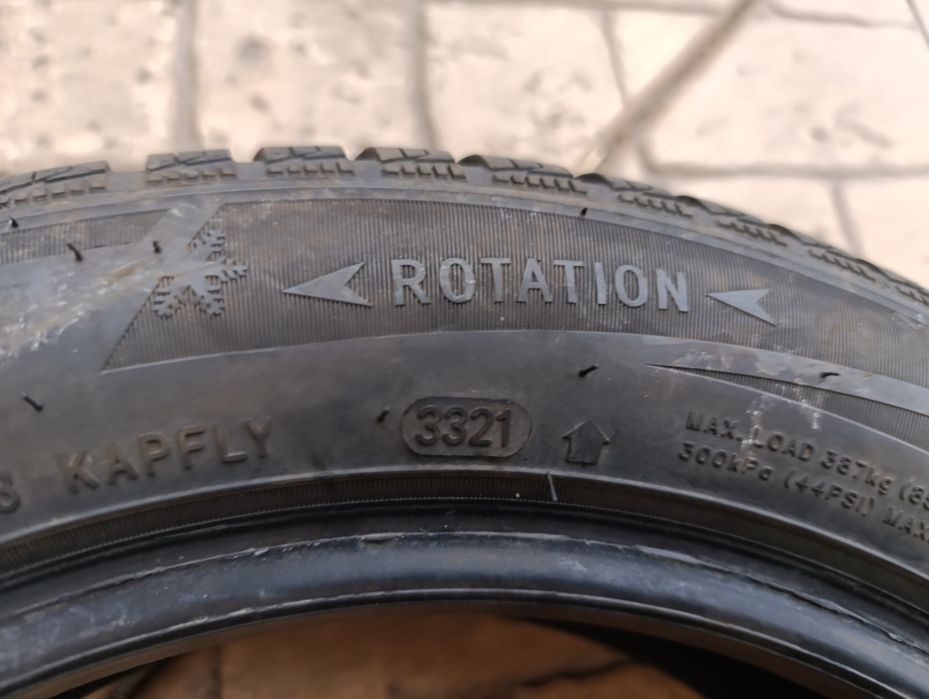 ROTATION
KAPFLY
3321
MAX. LOAD 387kg
300kPa (44PSI) MAX.